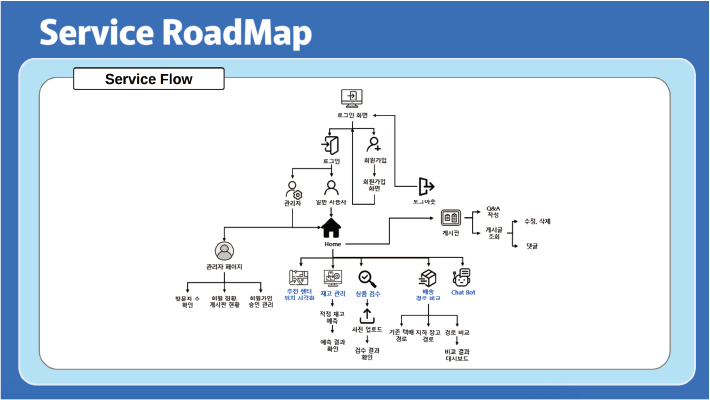 Service RoadMap
Service Flow
로그인 화면
로그인
회원가입
회원가입
화면
관리자
일반 사용자
로그아웃
Home
게시판
Q&A
작성
게시글
조회
수정, 삭제
댓글
관리자 페이지
방문자 수
확인
회원 현황,
게시판 현황
회원가입
승인 관리
추천 센터
위치 시각화
재고 관리
상품 검수
배송
경로 비교
Chat Bot
적정 재고
예측
예측 결과
확인
사진 업로드
검수 결과
확인
기존 택배
경로
지하 창고
경로
경로 비교
비교 결과
대시보드